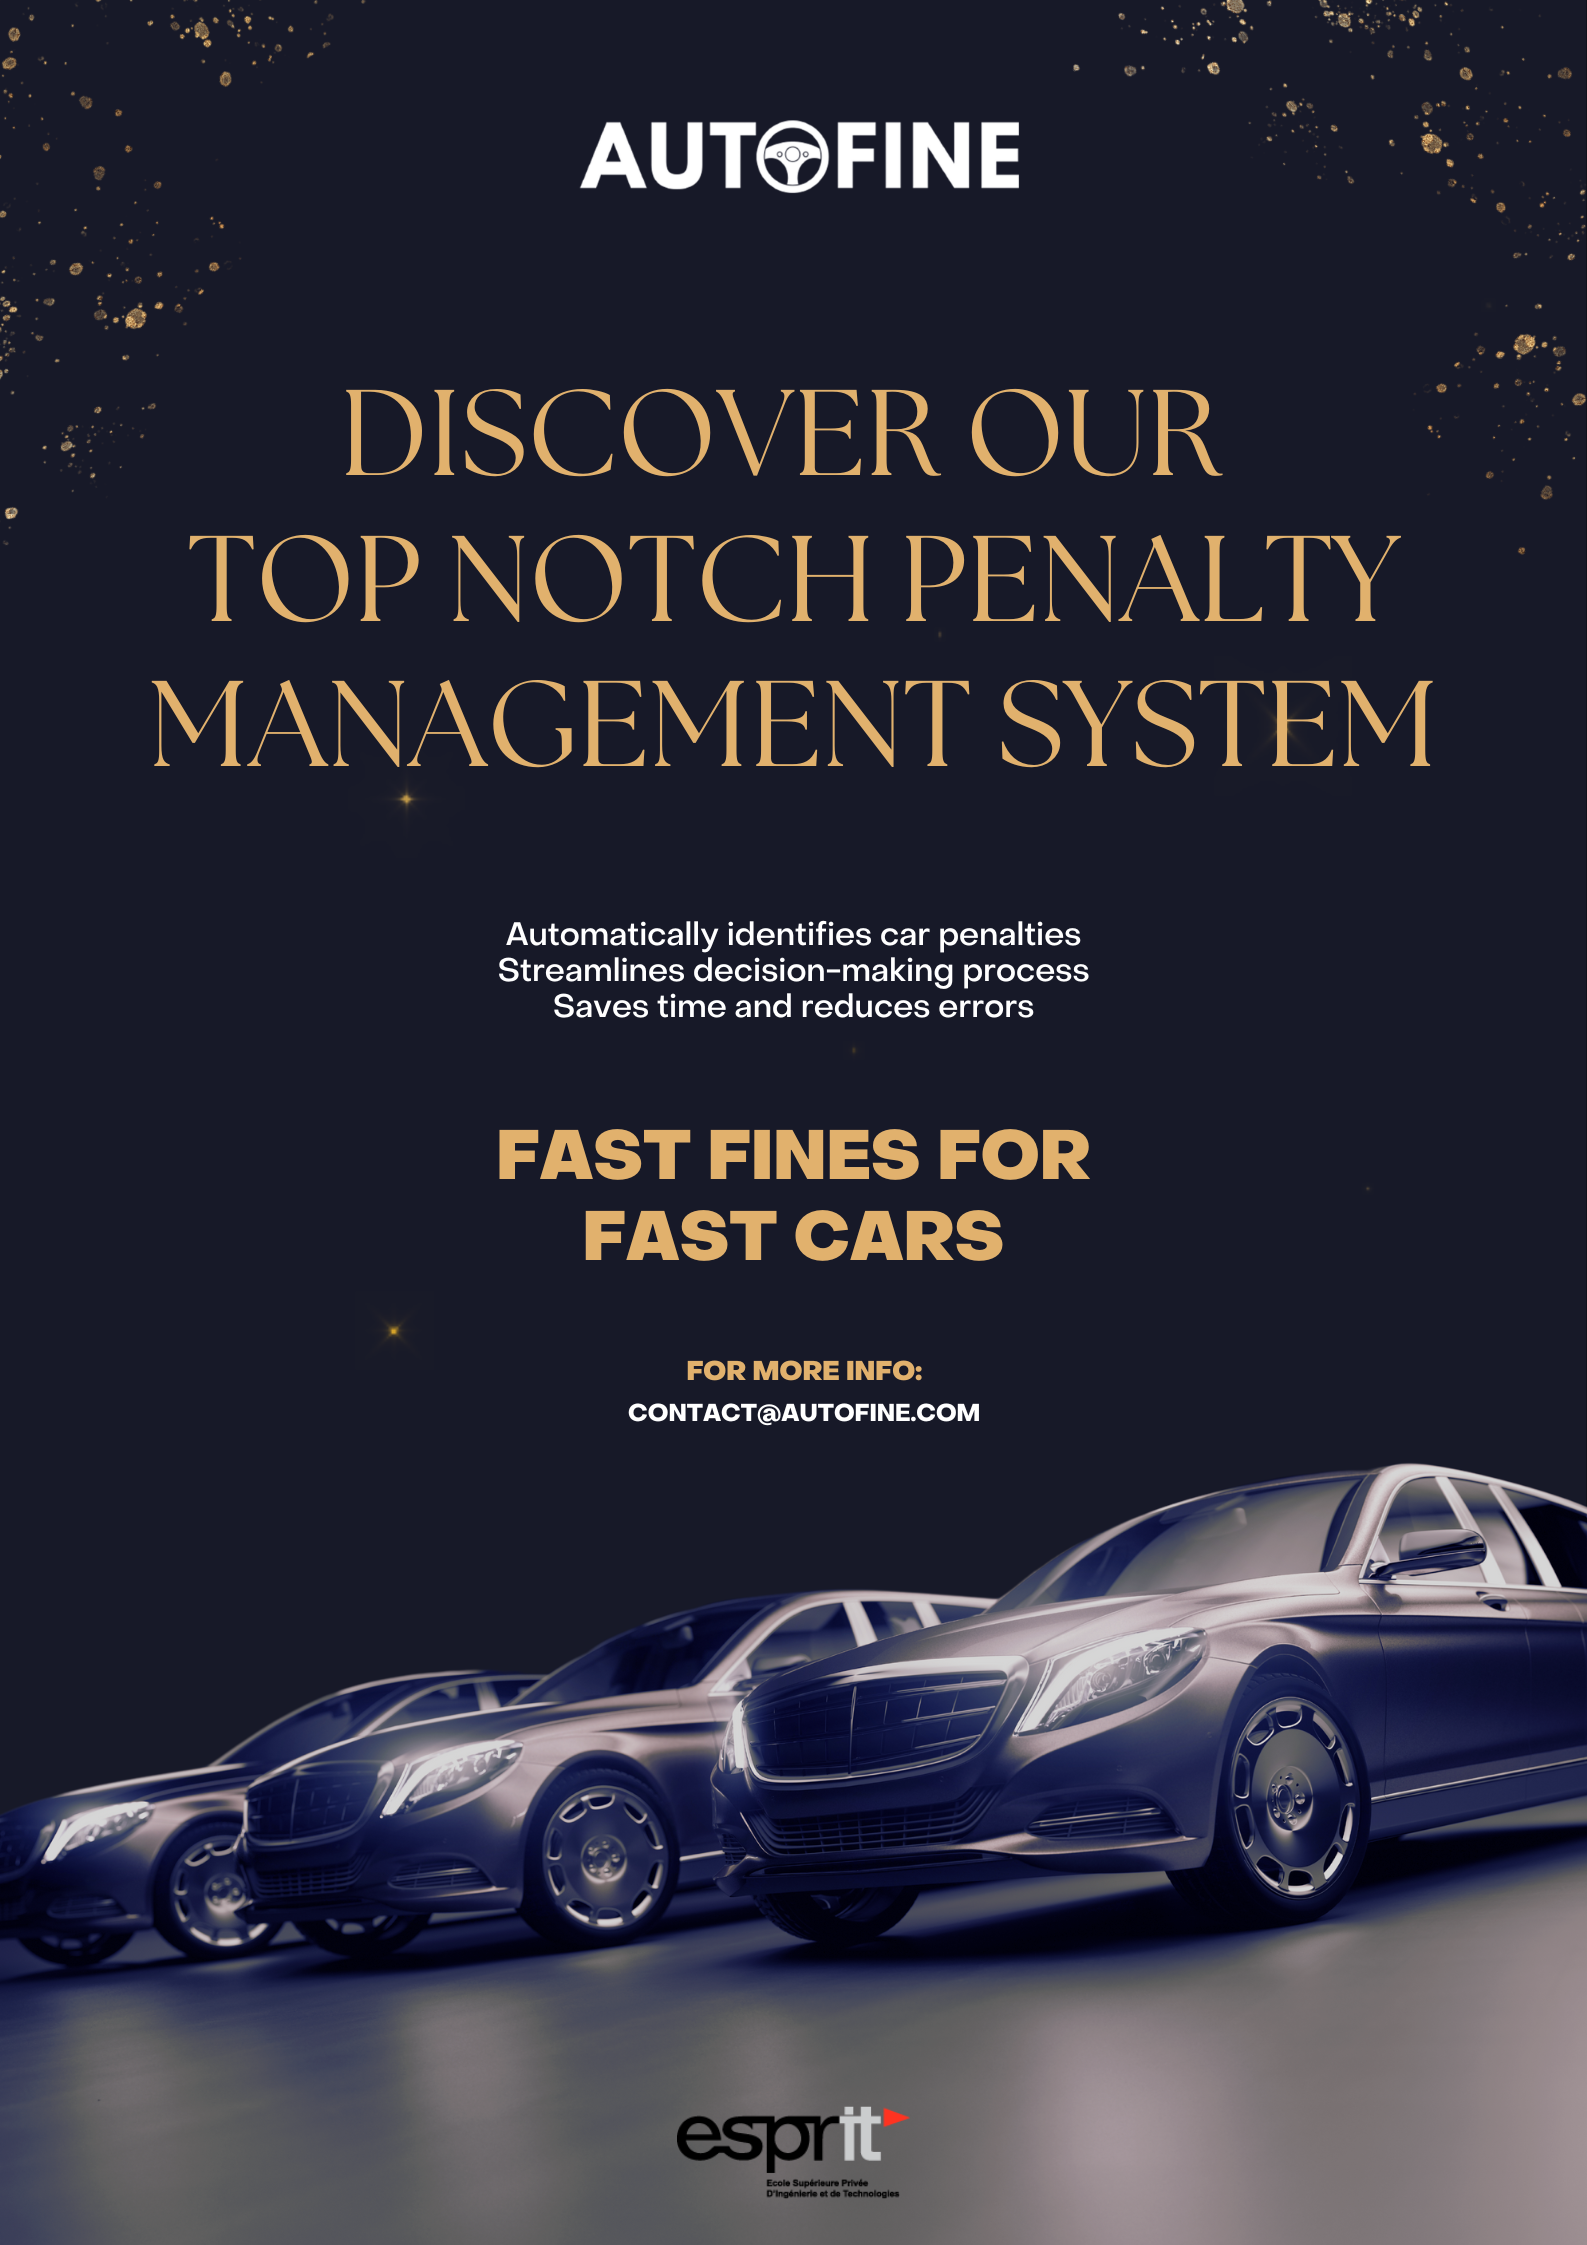 AUTOFINE
DISCOVER OUR
TOP NOTCH PENALTY
MANAGEMENT SYSTEM
Automatically identifies car penalties
Streamlines decision-making process
Saves time and reduces errors
FAST FINES FOR
FAST CARS
FOR MORE INFO:
CONTACT@AUTOFINE.COM
esprit
Ecole Supérieure Privée
D'Ingénierie et de Technologies